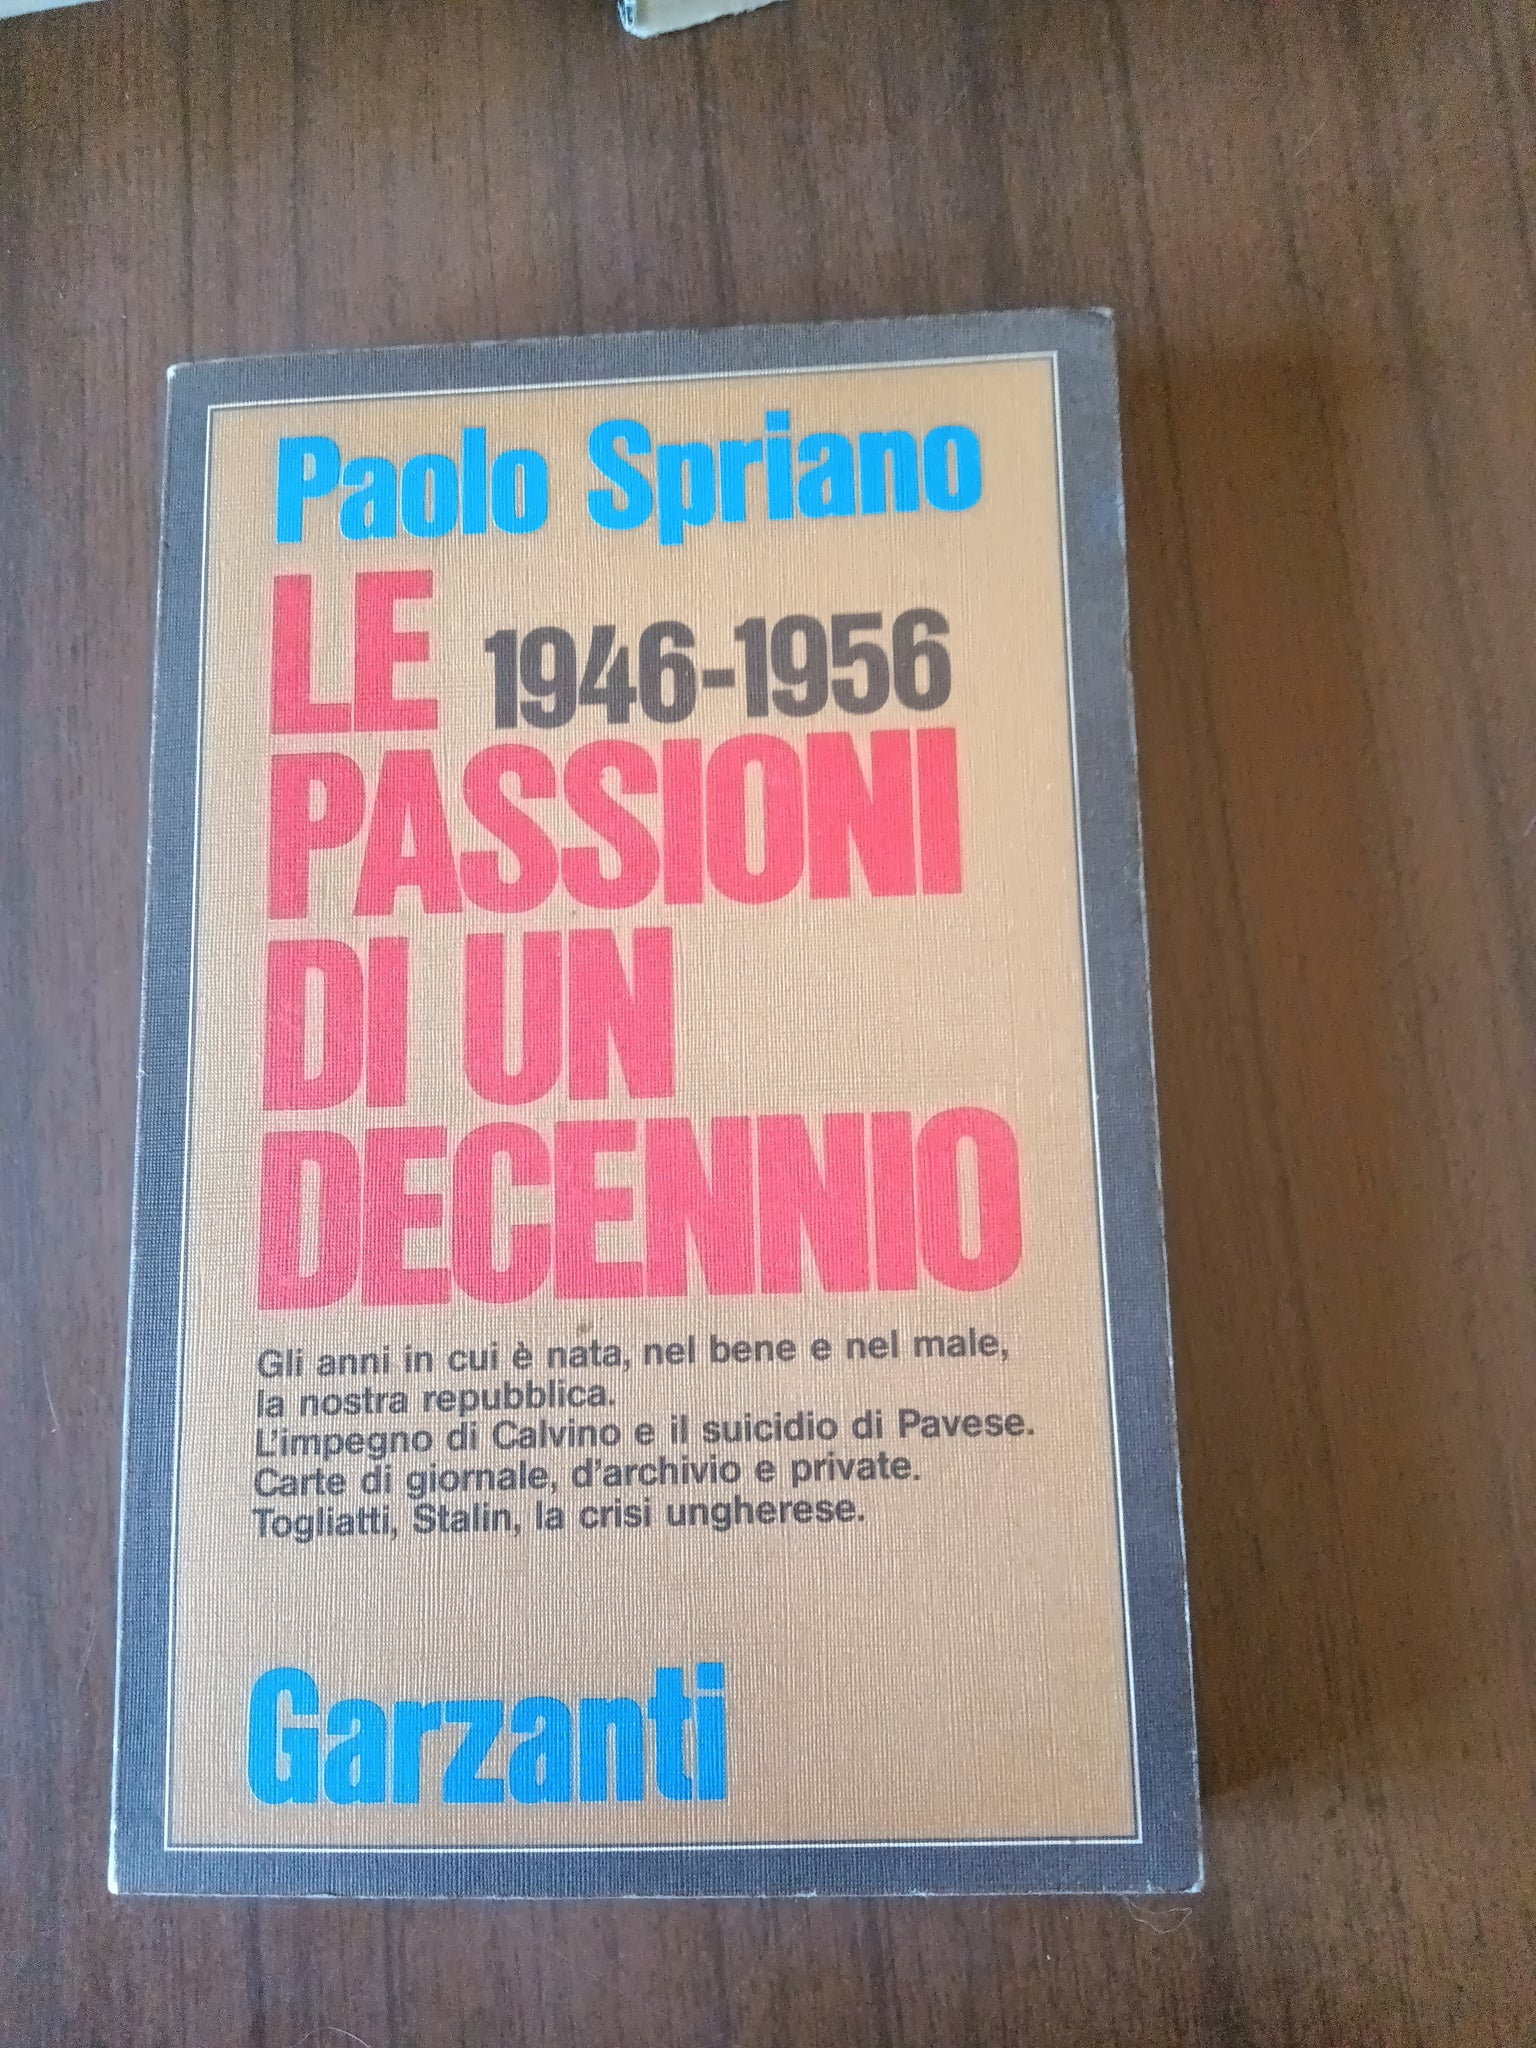 Paolo Spriano
LE 1946-1956
PASSIONI
DI UN
DECENNIO
Gli anni in cui è nata, nel bene e nel male,
la nostra repubblica.
L'impegno di Calvino e il suicidio di Pavese.
Carte di giornale, d'archivio e private.
Togliatti, Stalin, la crisi ungherese.
Garzanti